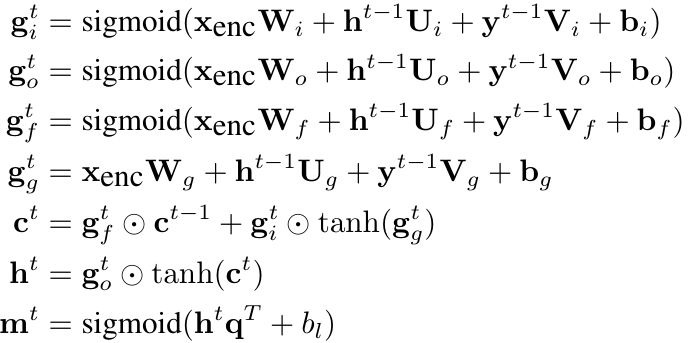 g_i^t = sigmoid(x_enc W_i + h^{t−1} U_i + y^{t−1} V_i + b_i)
g_o^t = sigmoid(x_enc W_o + h^{t−1} U_o + y^{t−1} V_o + b_o)
g_f^t = sigmoid(x_enc W_f + h^{t−1} U_f + y^{t−1} V_f + b_f)
g_g^t = x_enc W_g + h^{t−1} U_g + y^{t−1} V_g + b_g
c^t = g_f^t ⊙ c^{t−1} + g_i^t ⊙ tanh(g_g^t)
h^t = g_o^t ⊙ tanh(c^t)
m^t = sigmoid(h^t q^T + b_l)